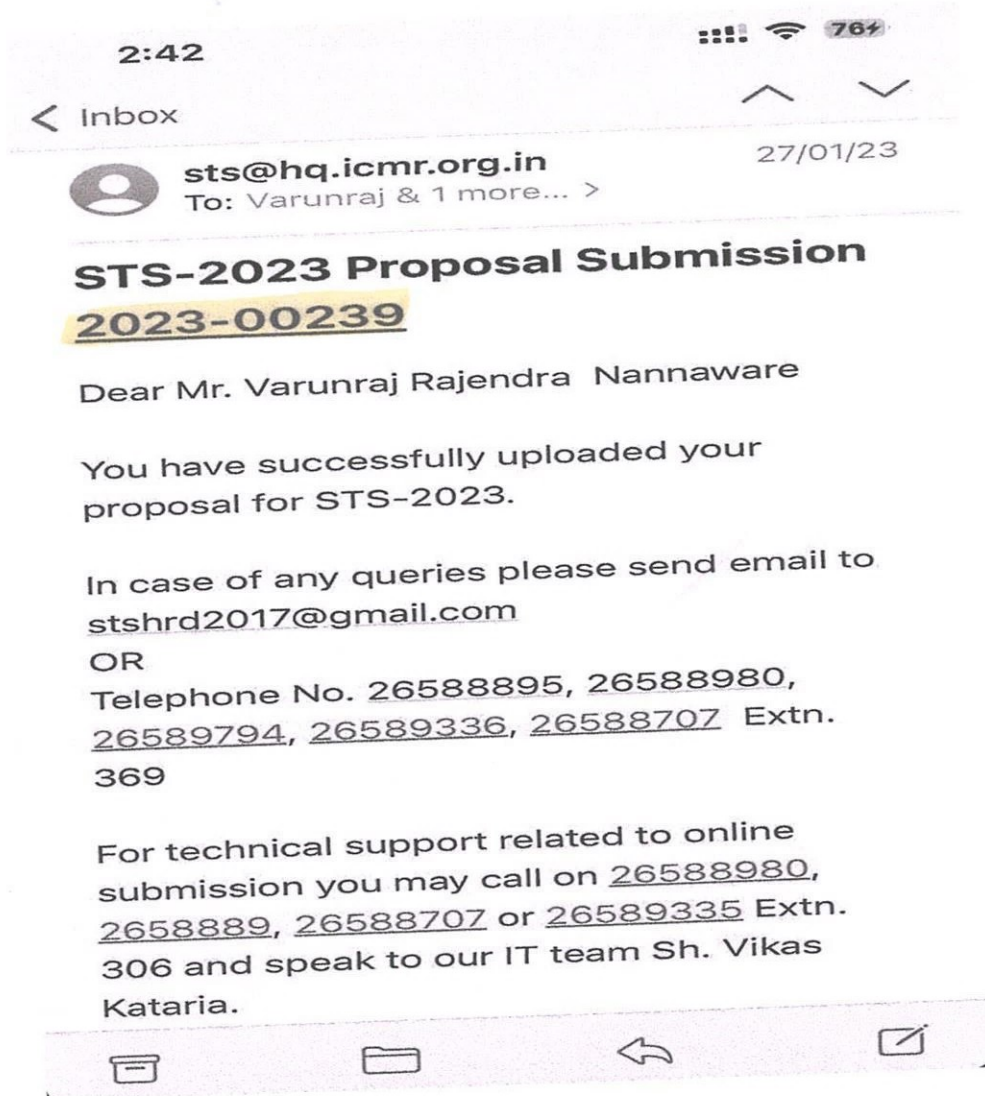 2:42
76
Inbox
sts@hq.icmr.org.in
27/01/23
To: Varunraj & 1 more... >
STS-2023 Proposal Submission
2023-00239
Dear Mr. Varunraj Rajendra Nannaware
You have successfully uploaded your
proposal for STS-2023.
In case of any queries please send email to
stshrd2017@gmail.com
OR
Telephone No. 26588895, 26588980,
26589794, 26589336, 26588707 Extn.
369
For technical support related to online
submission you may call on 26588980,
2658889, 26588707 or 26589335 Extn.
306 and speak to our IT team Sh. Vikas
Kataria.